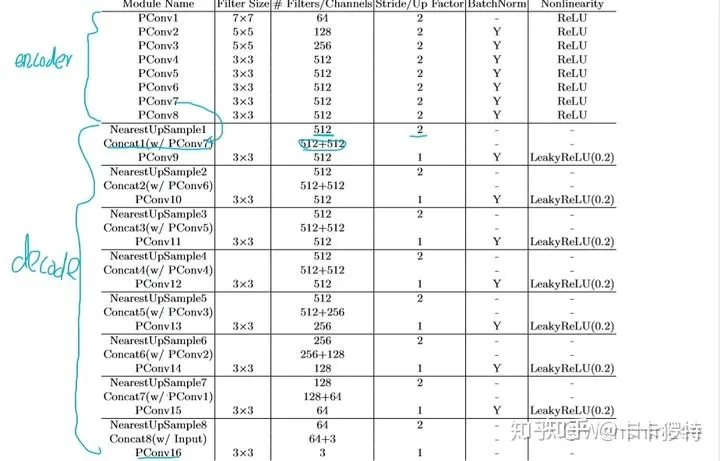 Module Name Filter Size # Filters/Channels Stride/Up Factor BatchNorm Nonlinearity
PConv1 7×7 64 2 - ReLU
PConv2 5×5 128 2 Y ReLU
PConv3 5×5 256 2 Y ReLU
PConv4 3×3 512 2 Y ReLU
PConv5 3×3 512 2 Y ReLU
PConv6 3×3 512 2 Y ReLU
PConv7 3×3 512 2 Y ReLU
PConv8 3×3 512 2 Y ReLU
encoder
NearestUpSample1 512 2 - -
Concat1(w/ PConv7) 512+512 - -
PConv9 3×3 512 1 Y LeakyReLU(0.2)
NearestUpSample2 512 2 - -
Concat2(w/ PConv6) 512+512 - -
PConv10 3×3 512 1 Y LeakyReLU(0.2)
NearestUpSample3 512 2 - -
Concat3(w/ PConv5) 512+512 - -
PConv11 3×3 512 1 Y LeakyReLU(0.2)
decode
NearestUpSample4 512 2 - -
Concat4(w/ PConv4) 512+512 - -
PConv12 3×3 512 1 Y LeakyReLU(0.2)
NearestUpSample5 512 2 - -
Concat5(w/ PConv3) 512+256 - -
PConv13 3×3 256 1 Y LeakyReLU(0.2)
NearestUpSample6 256 2 - -
Concat6(w/ PConv2) 256+128 - -
PConv14 3×3 128 1 Y LeakyReLU(0.2)
NearestUpSample7 128 2 - -
Concat7(w/ PConv1) 128+64 - -
PConv15 3×3 64 1 Y LeakyReLU(0.2)
NearestUpSample8 64 2 - -
Concat8(w/ Input) 64+3 - -
PConv16 3×3 3 1 - -
知乎